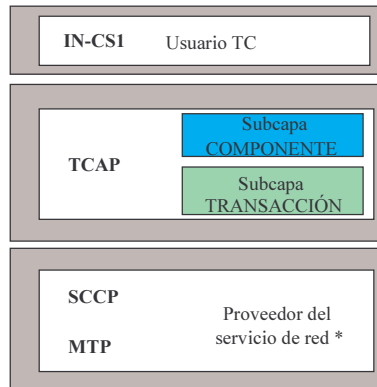 IN-CS1 Usuario TC
TCAP
Subcapa
COMPONENTE
Subcapa
TRANSACCIÓN
SCCP
MTP
Proveedor del
servicio de red *